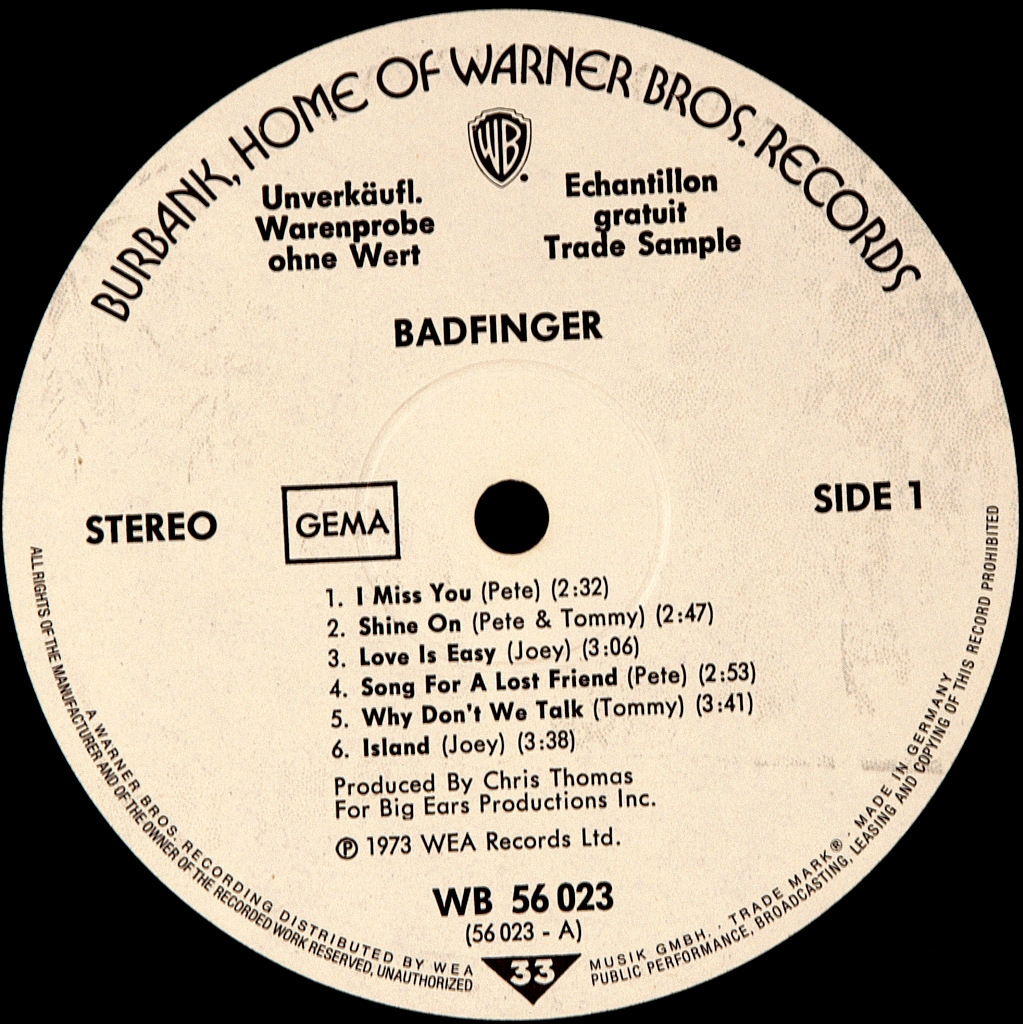 BURBANK, HOME OF WARNER BROS. RECORDS
WB
Unverkäufl.
Warenprobe
ohne Wert
Echantillon
gratuit
Trade Sample
BADFINGER
STEREO
GEMA
SIDE 1
1. I Miss You (Pete) (2:32)
2. Shine On (Pete & Tommy) (2:47)
3. Love Is Easy (Joey) (3:06)
4. Song For A Lost Friend (Pete) (2:53)
5. Why Don't We Talk (Tommy) (3:41)
6. Island (Joey) (3:38)
Produced By Chris Thomas
For Big Ears Productions Inc.
℗ 1973 WEA Records Ltd.
WB 56 023
(56 023 - A)
33
A WARNER BROS. RECORDING DISTRIBUTED BY WEA MUSIK GMBH. . TRADE MARK® . MADE IN GERMANY
ALL RIGHTS OF THE MANUFACTURER AND OF THE OWNER OF THE RECORDED WORK RESERVED, UNAUTHORIZED PUBLIC PERFORMANCE, BROADCASTING, LEASING AND COPYING OF THIS RECORD PROHIBITED